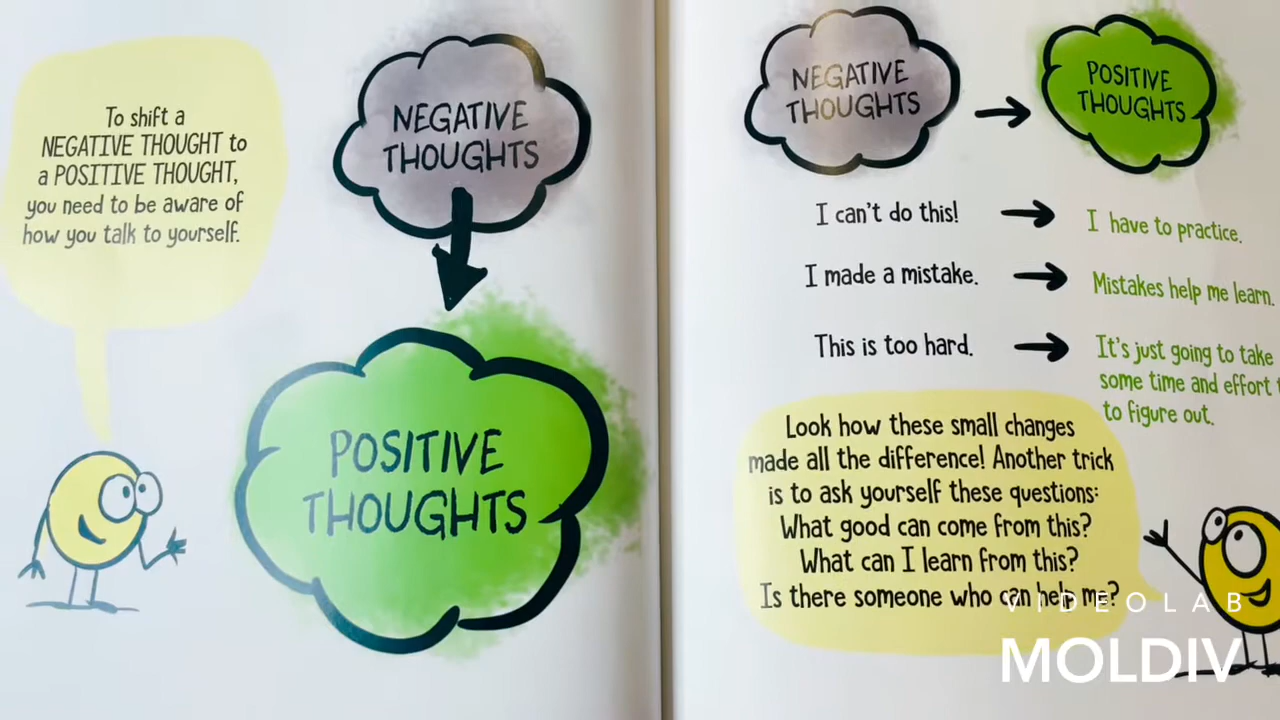 To shift a
NEGATIVE THOUGHT to
a POSITIVE THOUGHT,
you need to be aware of
how you talk to yourself.
NEGATIVE
THOUGHTS
POSITIVE
THOUGHTS
NEGATIVE
THOUGHTS
POSITIVE
THOUGHTS
I can't do this!
I have to practice.
I made a mistake.
Mistakes help me learn.
This is too hard.
It's just going to take
some time and effort
to figure out.
Look how these small changes
made all the difference! Another trick
is to ask yourself these questions:
What good can come from this?
What can I learn from this?
Is there someone who can help me?
VIDEOLAB
MOLDIV